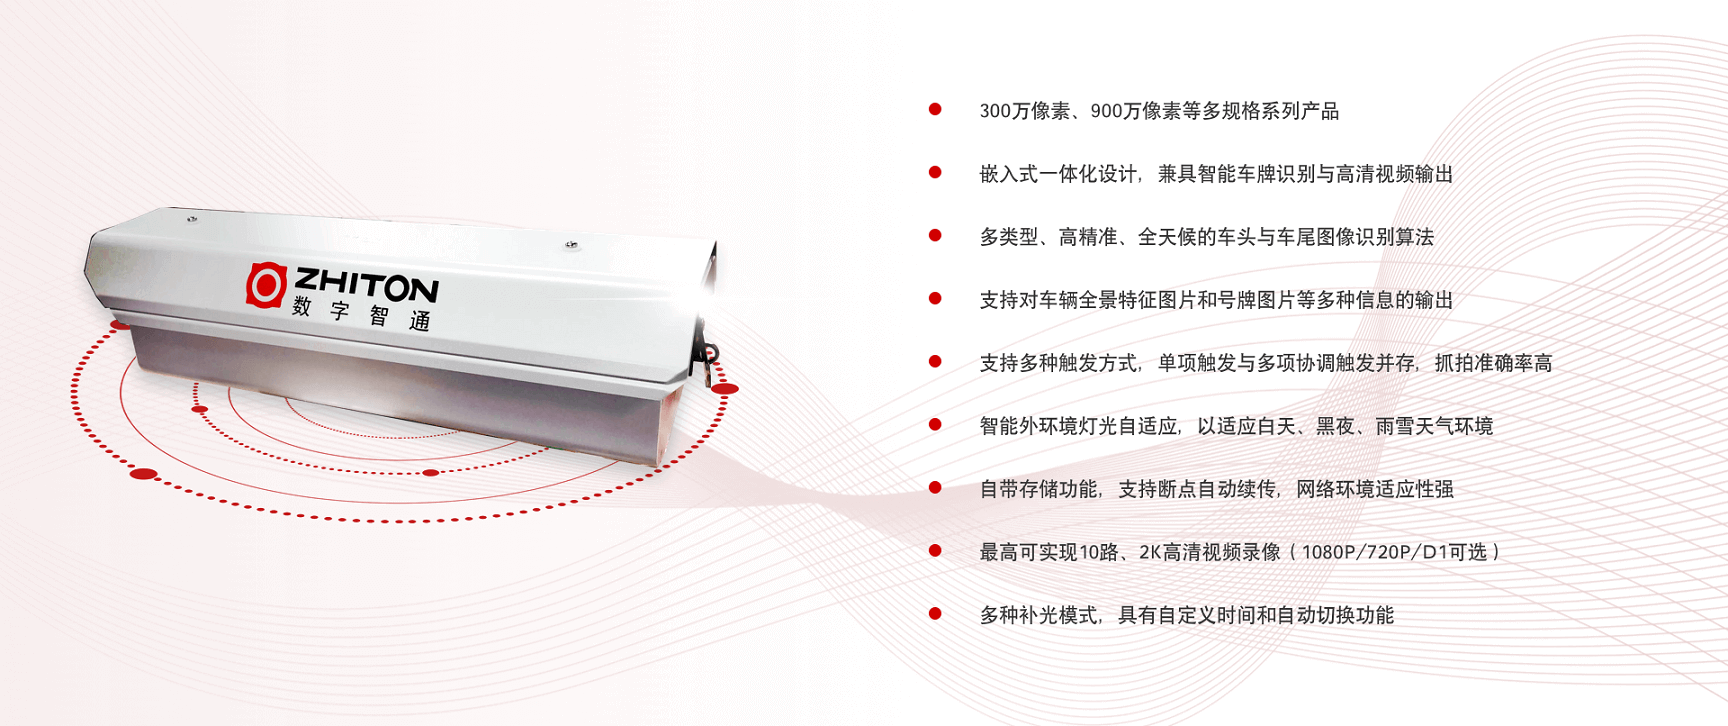 ZHITON
数字智通
300万像素、900万像素等多规格系列产品
嵌入式一体化设计，兼具智能车牌识别与高清视频输出
多类型、高精准、全天候的车头与车尾图像识别算法
支持对车辆全景特征图片和号牌图片等多种信息的输出
支持多种触发方式，单项触发与多项协调触发并存，抓拍准确率高
智能外环境灯光自适应，以适应白天、黑夜、雨雪天气环境
自带存储功能，支持断点自动续传，网络环境适应性强
最高可实现10路、2K高清视频录像（1080P/720P/D1可选）
多种补光模式，具有自定义时间和自动切换功能